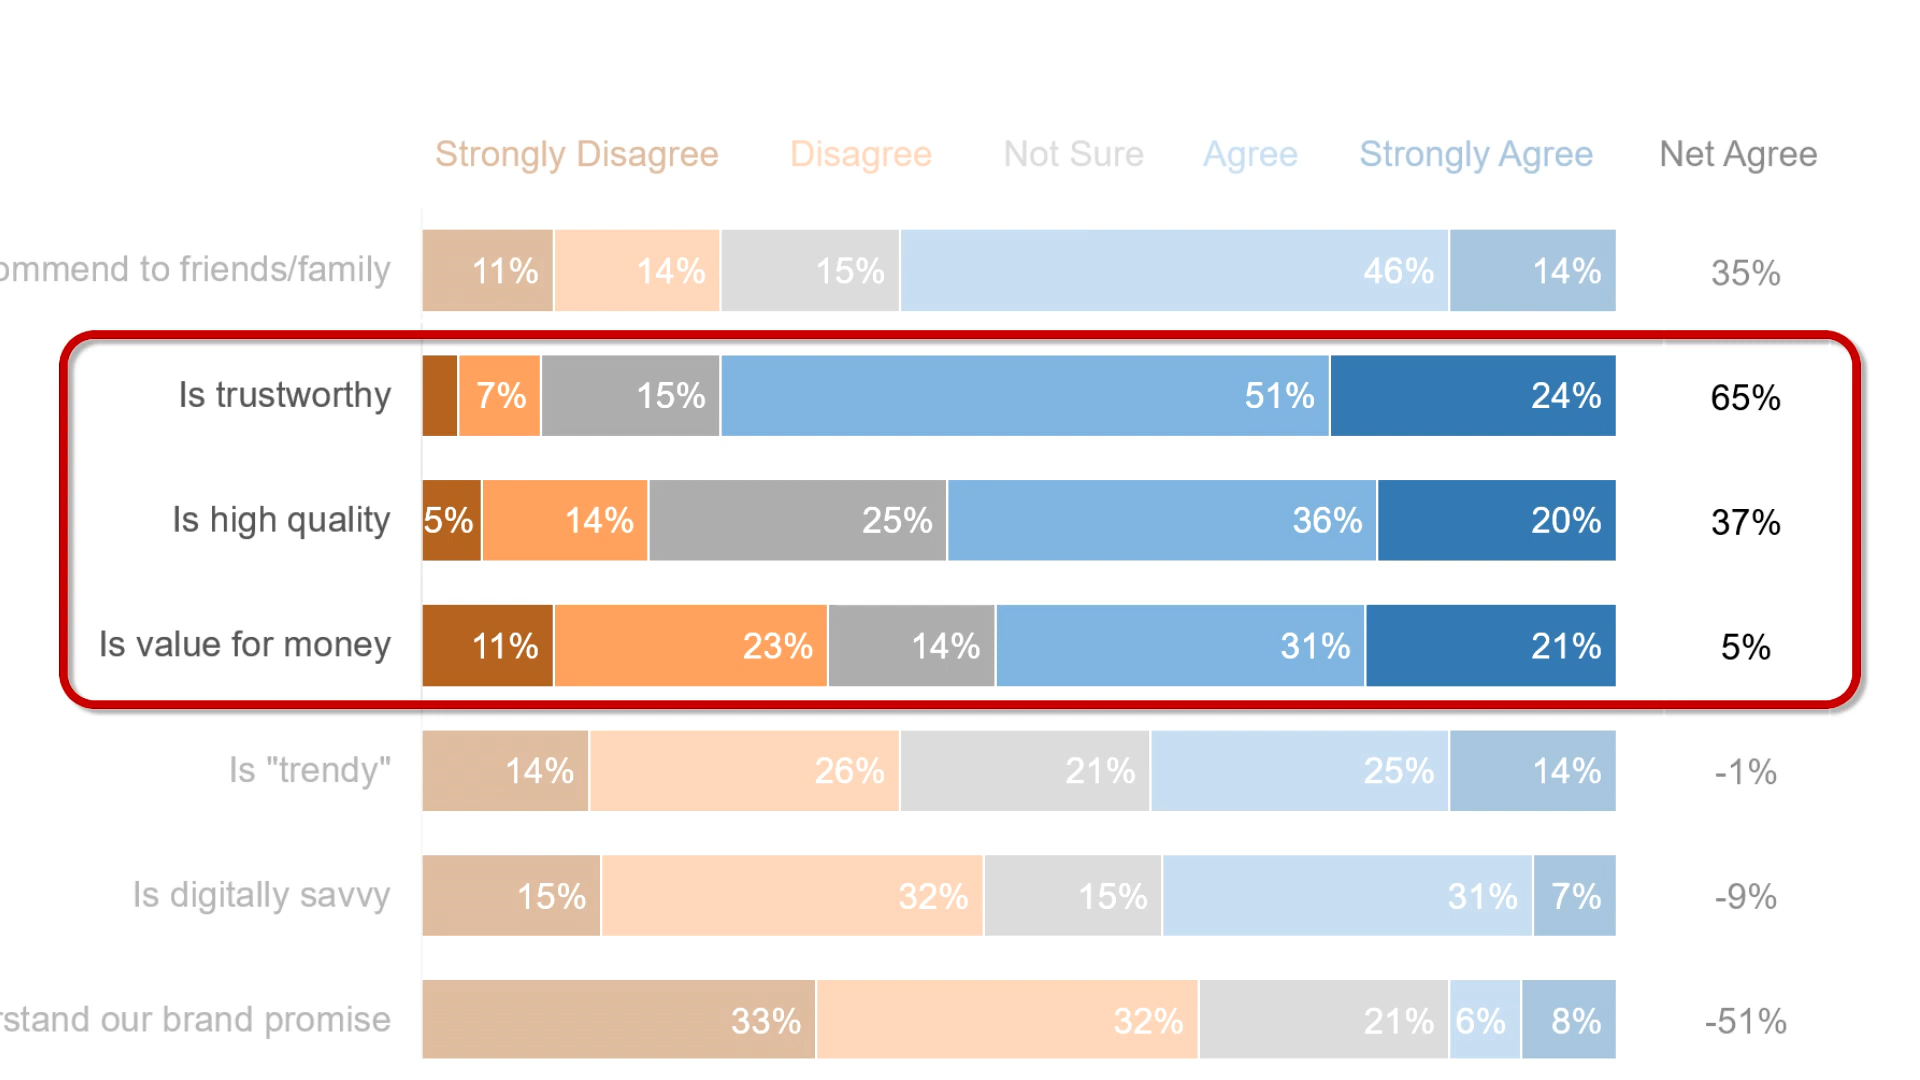 Strongly Disagree Disagree Not Sure Agree Strongly Agree Net Agree
ommend to friends/family 11% 14% 15% 46% 14% 35%
Is trustworthy 7% 15% 51% 24% 65%
Is high quality 5% 14% 25% 36% 20% 37%
Is value for money 11% 23% 14% 31% 21% 5%
Is "trendy" 14% 26% 21% 25% 14% -1%
Is digitally savvy 15% 32% 15% 31% 7% -9%
rstand our brand promise 33% 32% 21% 6% 8% -51%